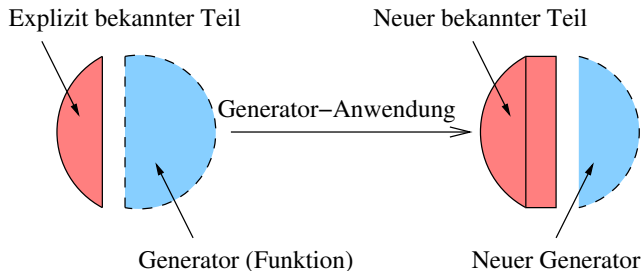 Explizit bekannter Teil
Neuer bekannter Teil
Generator−Anwendung
Generator (Funktion)
Neuer Generator